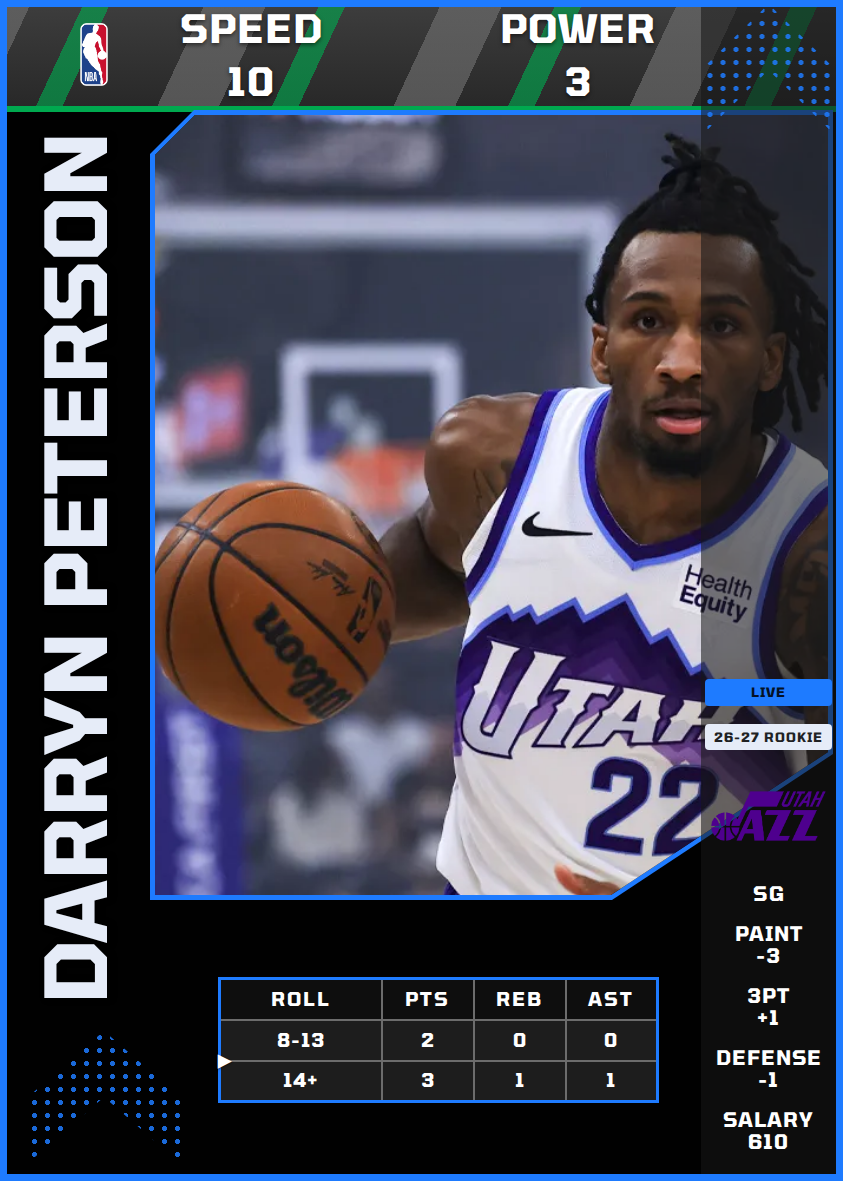 SPEED
10
POWER
3
NBA
DARRYN PETERSON
Wilson
Health
Equity
UTAH
22
LIVE
26-27 ROOKIE
UTAH
JAZZ
SG
PAINT
-3
3PT
+1
DEFENSE
-1
SALARY
610
ROLL PTS REB AST
8-13 2 0 0
14+ 3 1 1